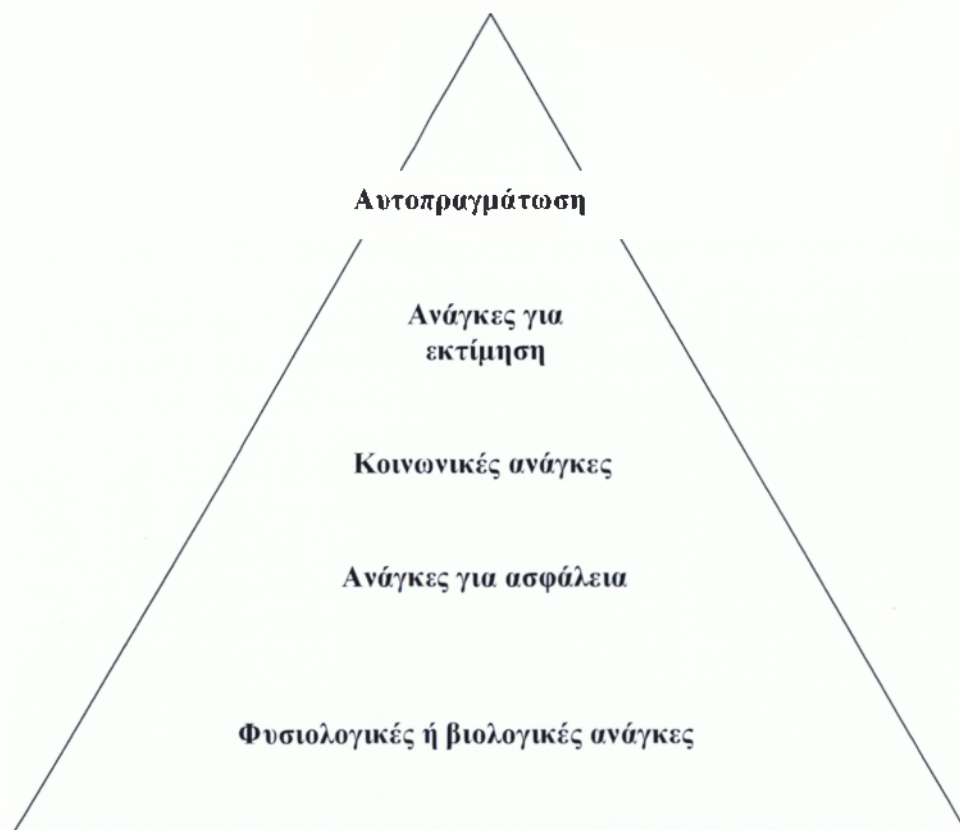 Αυτοπραγμάτωση
Ανάγκες για
εκτίμηση
Κοινωνικές ανάγκες
Ανάγκες για ασφάλεια
Φυσιολογικές ή βιολογικές ανάγκες